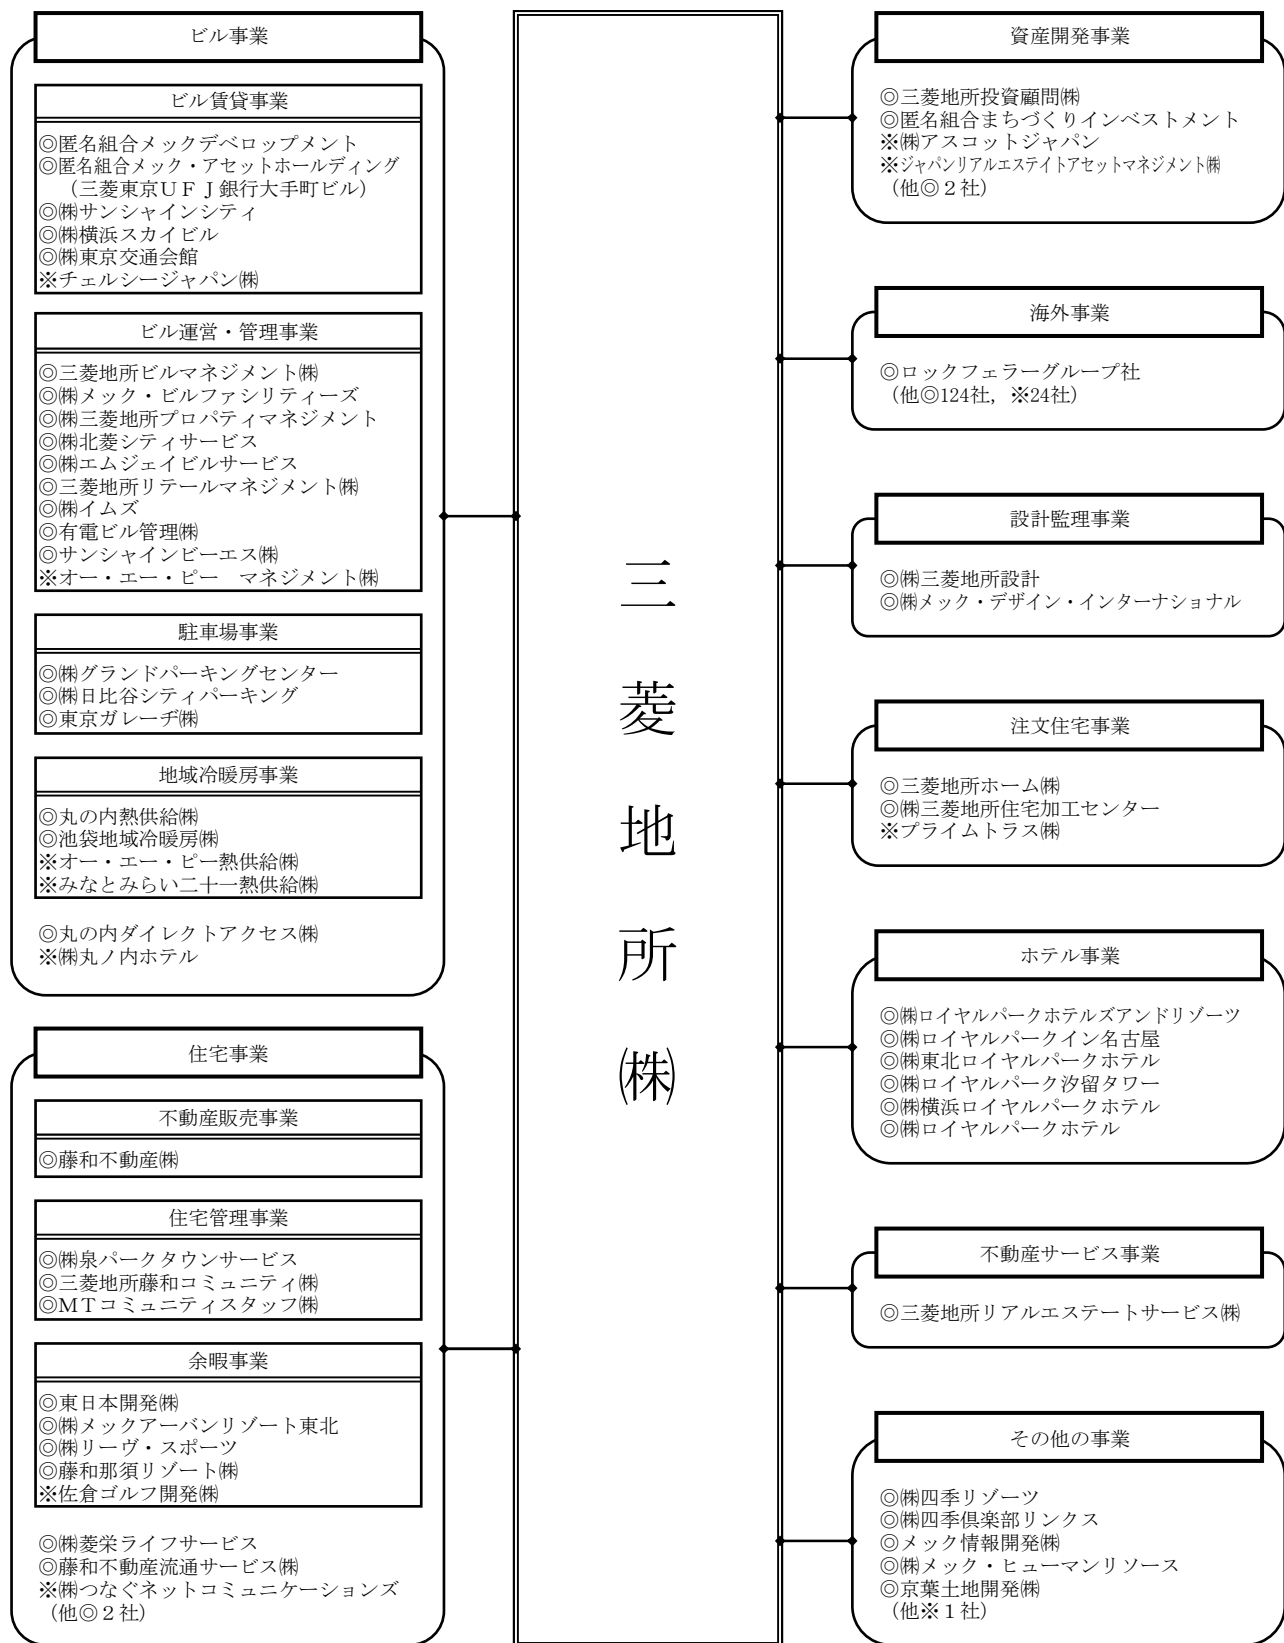 ビル事業
ビル賃貸事業
◎匿名組合メックデベロップメント
◎匿名組合メック・アセットホールディング
（三菱東京ＵＦＪ銀行大手町ビル）
◎㈱サンシャインシティ
◎㈱横浜スカイビル
◎㈱東京交通会館
※チェルシージャパン㈱
ビル運営・管理事業
◎三菱地所ビルマネジメント㈱
◎㈱メック・ビルファシリティーズ
◎㈱三菱地所プロパティマネジメント
◎㈱北菱シティサービス
◎㈱エムジェイビルサービス
◎三菱地所リテールマネジメント㈱
◎㈱イムズ
◎有電ビル管理㈱
◎サンシャインビーエス㈱
※オー・エー・ピー　マネジメント㈱
駐車場事業
◎㈱グランドパーキングセンター
◎㈱日比谷シティパーキング
◎東京ガレーヂ㈱
地域冷暖房事業
◎丸の内熱供給㈱
◎池袋地域冷暖房㈱
※オー・エー・ピー熱供給㈱
※みなとみらい二十一熱供給㈱
◎丸の内ダイレクトアクセス㈱
※㈱丸ノ内ホテル
住宅事業
不動産販売事業
◎藤和不動産㈱
住宅管理事業
◎㈱泉パークタウンサービス
◎三菱地所藤和コミュニティ㈱
◎ＭＴコミュニティスタッフ㈱
余暇事業
◎東日本開発㈱
◎㈱メックアーバンリゾート東北
◎㈱リーヴ・スポーツ
◎藤和那須リゾート㈱
※佐倉ゴルフ開発㈱
◎㈱菱栄ライフサービス
◎藤和不動産流通サービス㈱
※㈱つなぐネットコミュニケーションズ
（他◎２社）
三菱地所㈱
資産開発事業
◎三菱地所投資顧問㈱
◎匿名組合まちづくりインベストメント
※㈱アスコットジャパン
※ジャパンリアルエステイトアセットマネジメント㈱
（他◎２社）
海外事業
◎ロックフェラーグループ社
（他◎124社，※24社）
設計監理事業
◎㈱三菱地所設計
◎㈱メック・デザイン・インターナショナル
注文住宅事業
◎三菱地所ホーム㈱
◎㈱三菱地所住宅加工センター
※プライムトラス㈱
ホテル事業
◎㈱ロイヤルパークホテルズアンドリゾーツ
◎㈱ロイヤルパークイン名古屋
◎㈱東北ロイヤルパークホテル
◎㈱ロイヤルパーク汐留タワー
◎㈱横浜ロイヤルパークホテル
◎㈱ロイヤルパークホテル
不動産サービス事業
◎三菱地所リアルエステートサービス㈱
その他の事業
◎㈱四季リゾーツ
◎㈱四季倶楽部リンクス
◎メック情報開発㈱
◎㈱メック・ヒューマンリソース
◎京葉土地開発㈱
（他※１社）